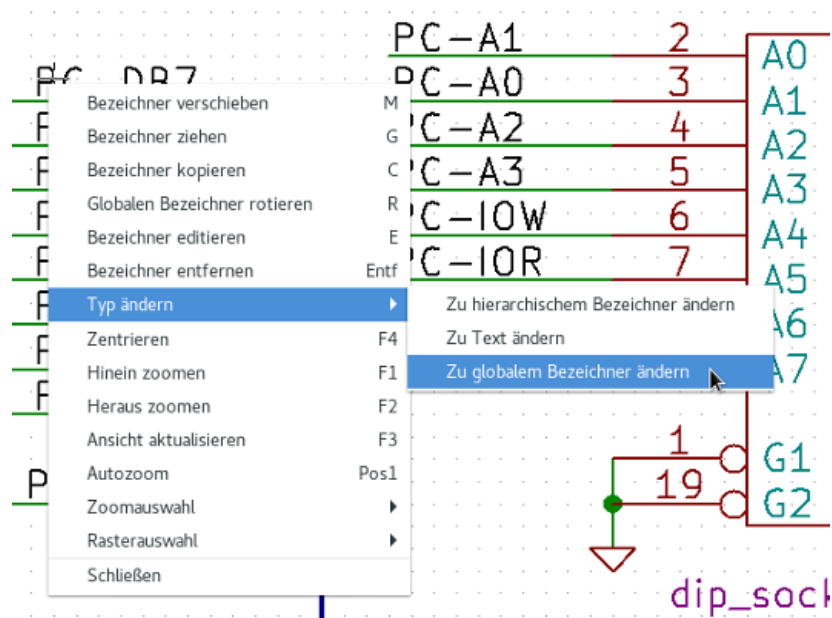 PC-A1 2 A0
PC-DB7 PC-A0 3 A1
PC-A2 4 A2
PC-A3 5 A3
PC-IOW 6 A4
PC-IOR 7 A5
A6
A7
Bezeichner verschieben M
Bezeichner ziehen G
Bezeichner kopieren C
Globalen Bezeichner rotieren R
Bezeichner editieren E
Bezeichner entfernen Entf
Typ ändern
Zentrieren F4
Hinein zoomen F1
Heraus zoomen F2
Ansicht aktualisieren F3
Autozoom Pos1
Zoomauswahl
Rasterauswahl
Schließen
Zu hierarchischem Bezeichner ändern
Zu Text ändern
Zu globalem Bezeichner ändern
1 G1
19 G2
P
dip_sock